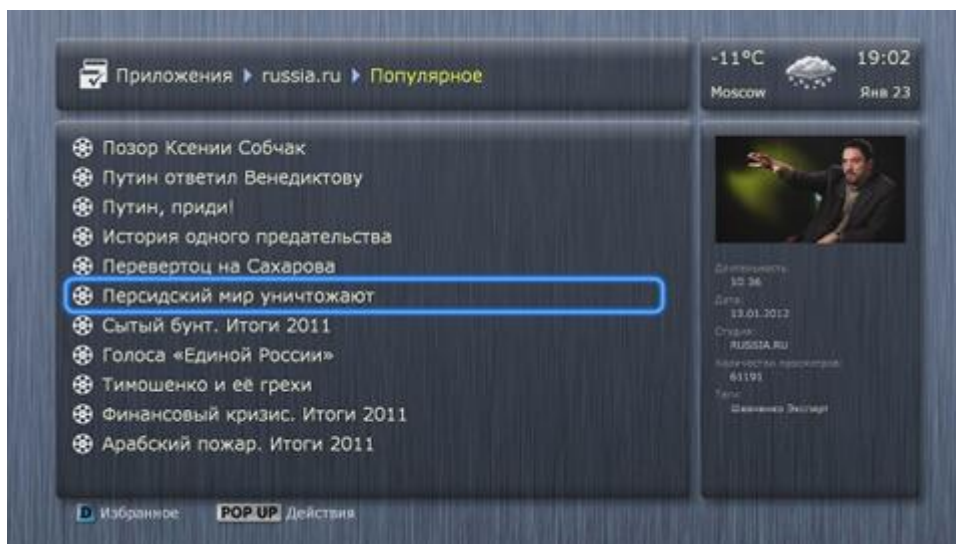 Приложения russia.ru Популярное
-11°C 19:02
Moscow Янв 23
Позор Ксении Собчак
Путин ответил Венедиктову
Путин, приди!
История одного предательства
Перевертоц на Сахарова
Персидский мир уничтожают
Сытый бунт. Итоги 2011
Голоса «Единой России»
Тимошенко и её грехи
Финансовый кризис. Итоги 2011
Арабский пожар. Итоги 2011
Длительность:
10:36
Дата:
13.01.2012
Студия:
RUSSIA.RU
Количество просмотров:
61191
Теги:
Шевченко Эксперт
D Избранное POP UP Действия